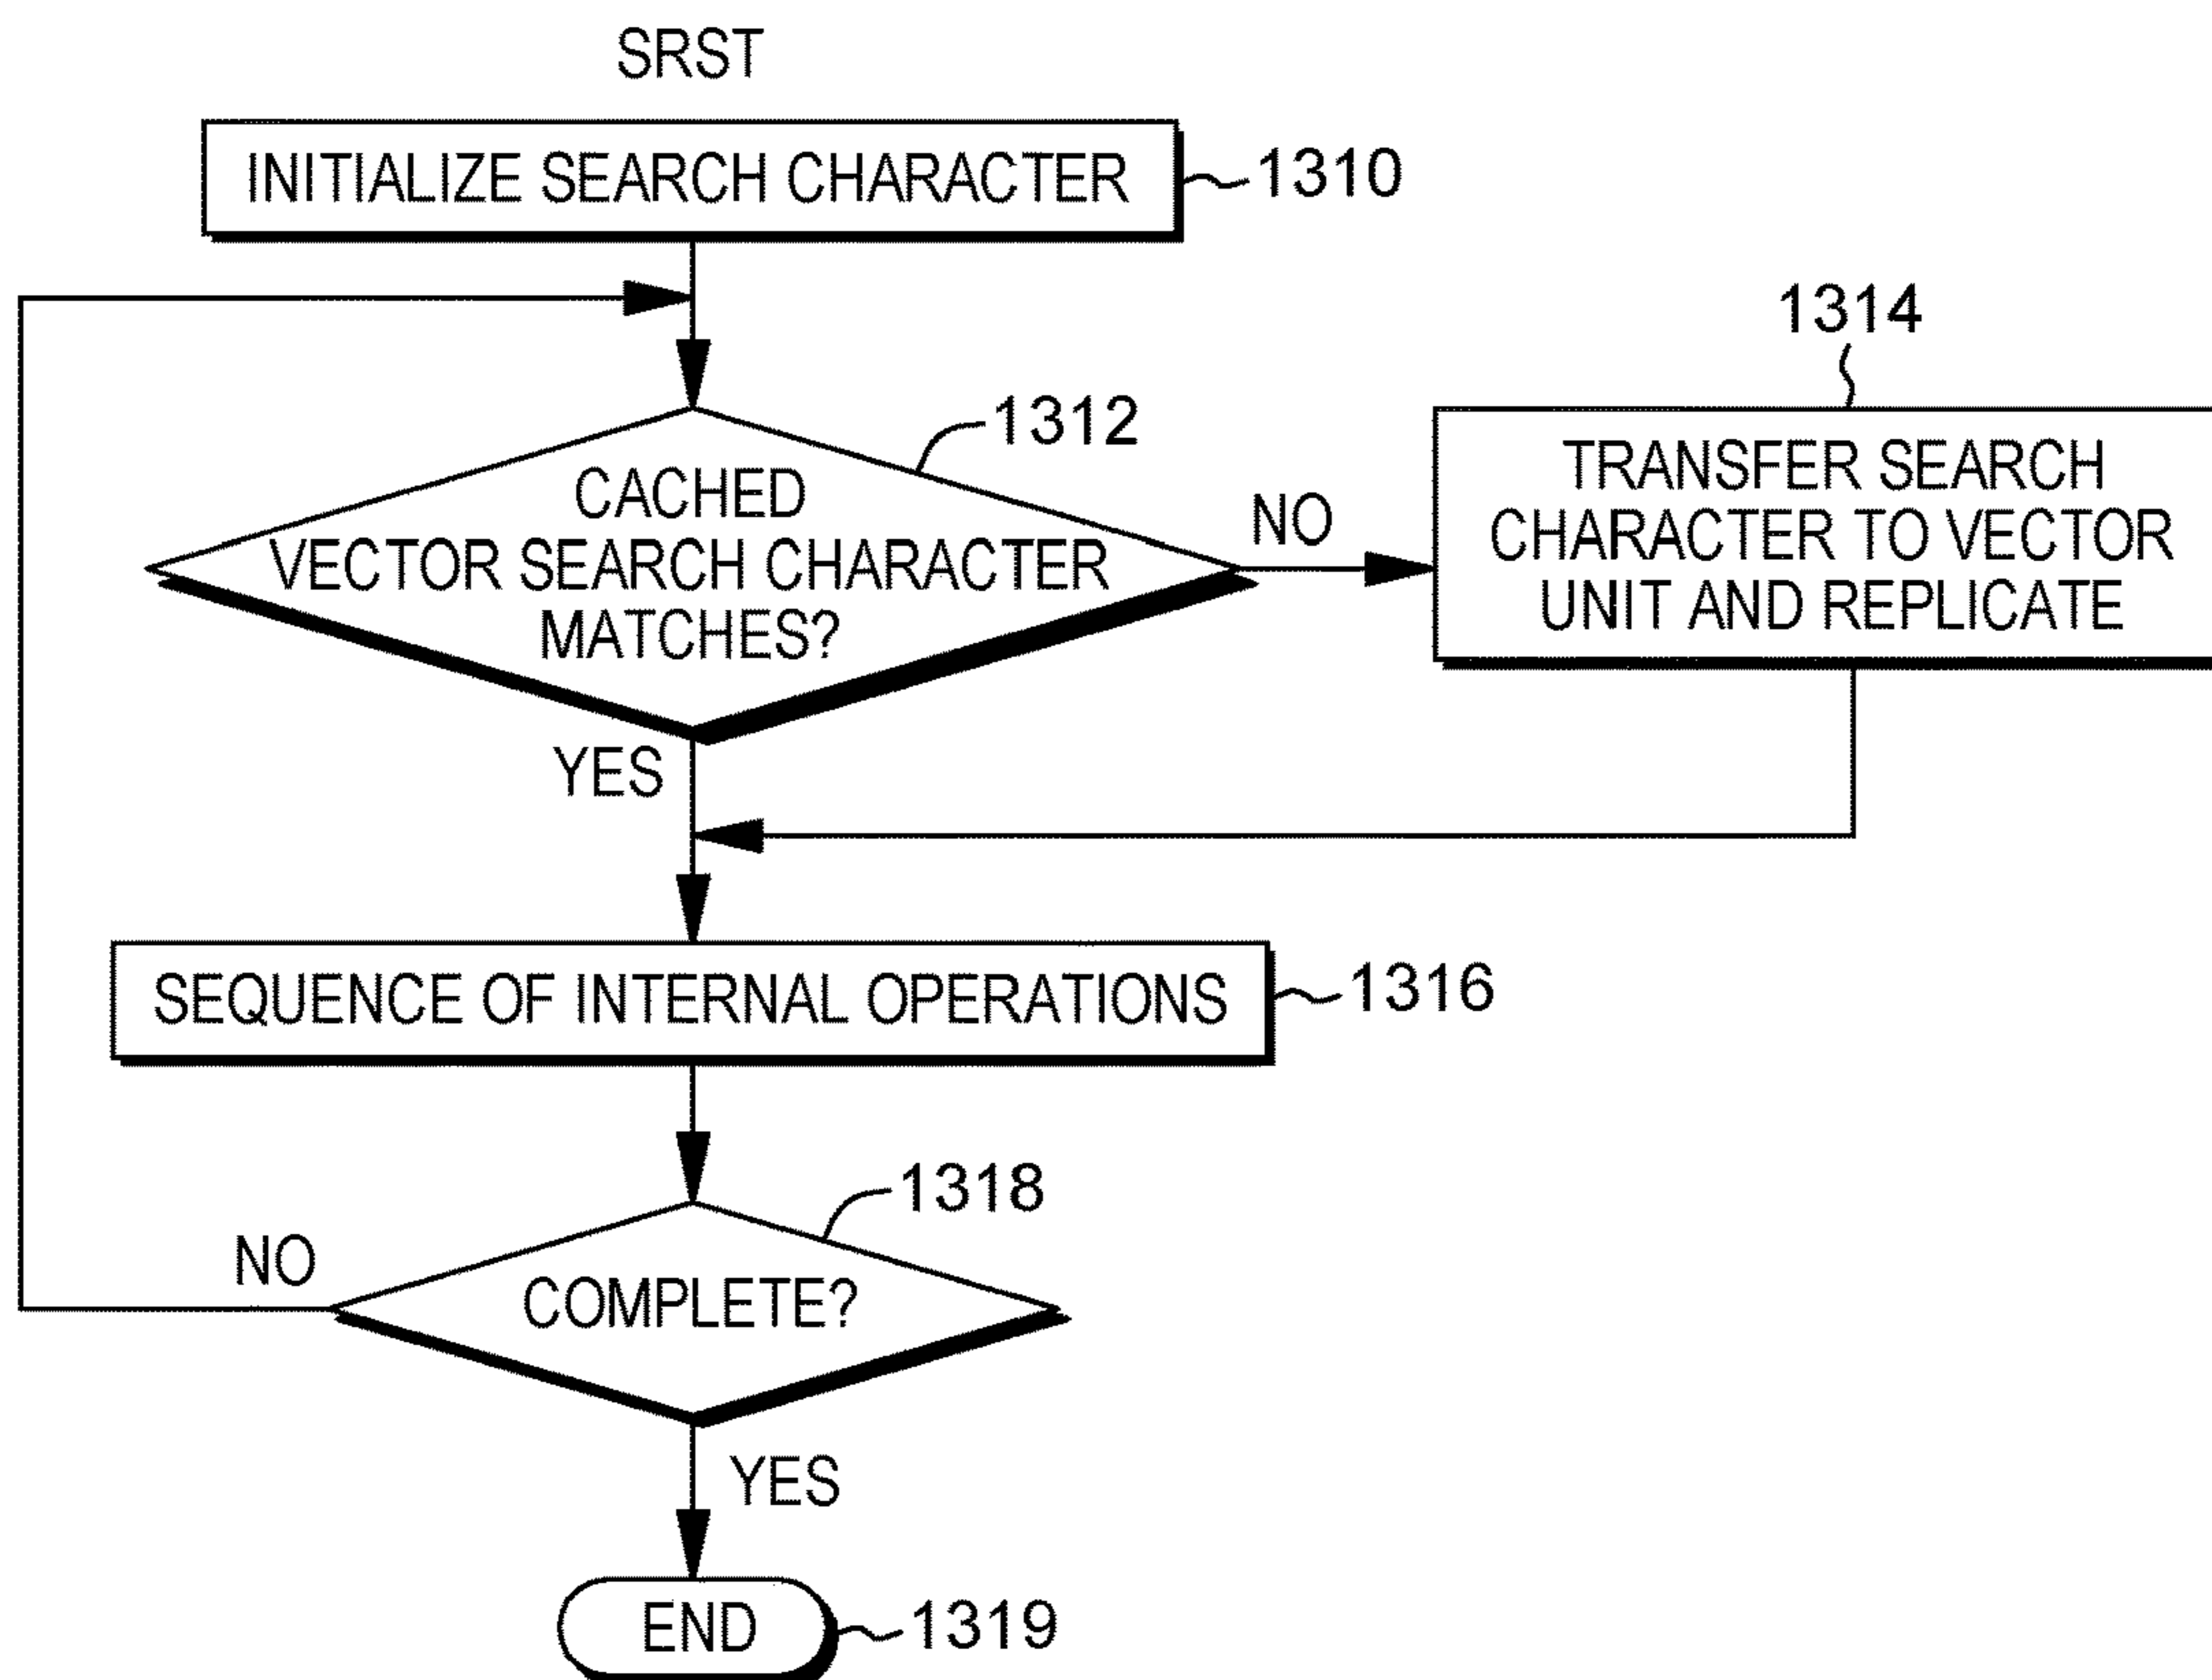 SRST
INITIALIZE SEARCH CHARACTER
1310
1314
1312
CACHED
VECTOR SEARCH CHARACTER
MATCHES?
NO
TRANSFER SEARCH
CHARACTER TO VECTOR
UNIT AND REPLICATE
YES
SEQUENCE OF INTERNAL OPERATIONS
1316
1318
NO
COMPLETE?
YES
END
1319